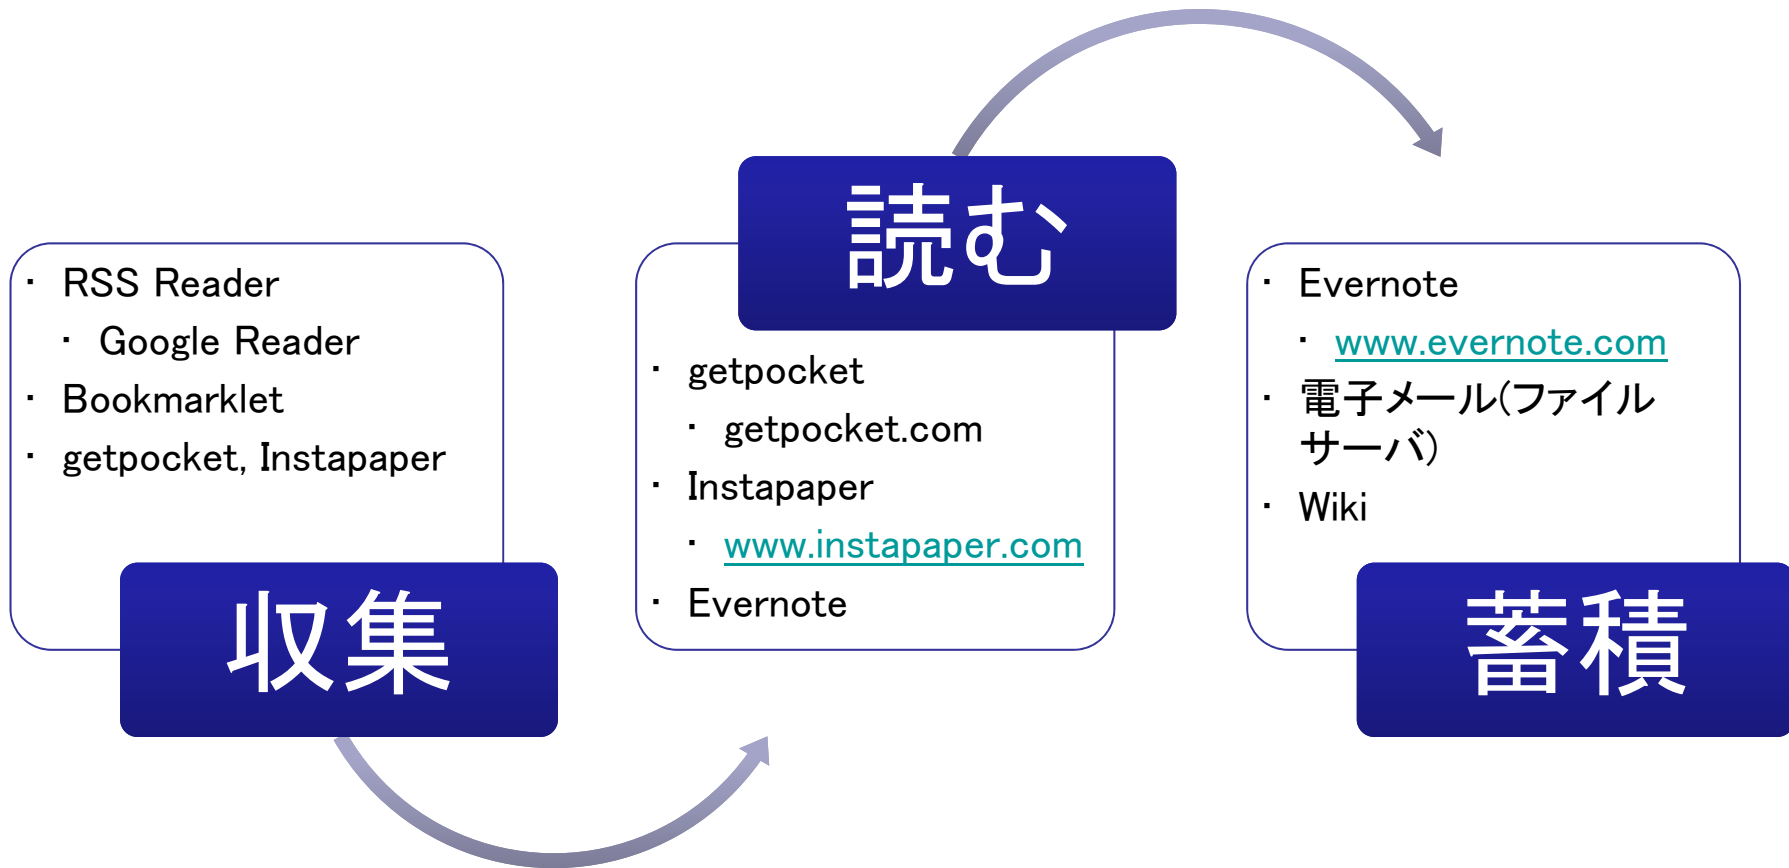 ・ RSS Reader
・ Google Reader
・ Bookmarklet
・ getpocket, Instapaper
収集
読む
・ getpocket
・ getpocket.com
・ Instapaper
・ www.instapaper.com
・ Evernote
・ Evernote
・ www.evernote.com
・ 電子メール(ファイル
サーバ)
・ Wiki
蓄積